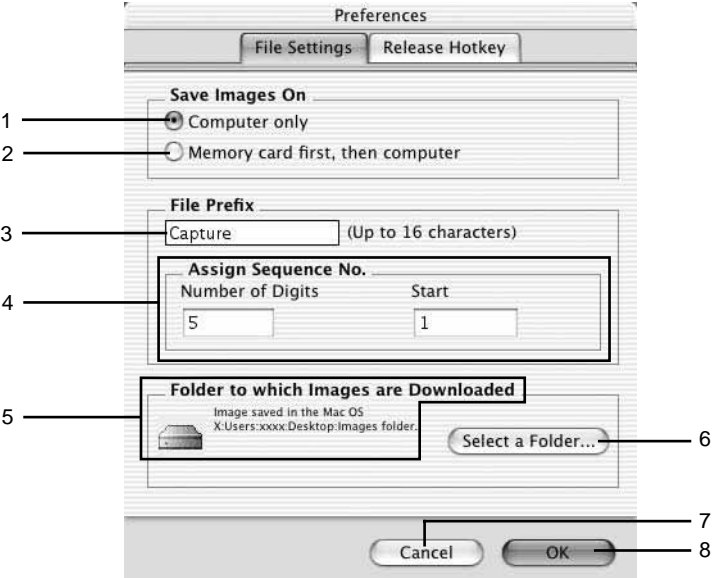 Preferences
File Settings Release Hotkey
Save Images On
1 Computer only
2 Memory card first, then computer
File Prefix
3 Capture (Up to 16 characters)
Assign Sequence No.
Number of Digits Start
4
5 1
Folder to which Images are Downloaded
5 Image saved in the Mac OS
X:Users:xxxx:Desktop:Images folder.
Select a Folder... 6
7
Cancel OK 8